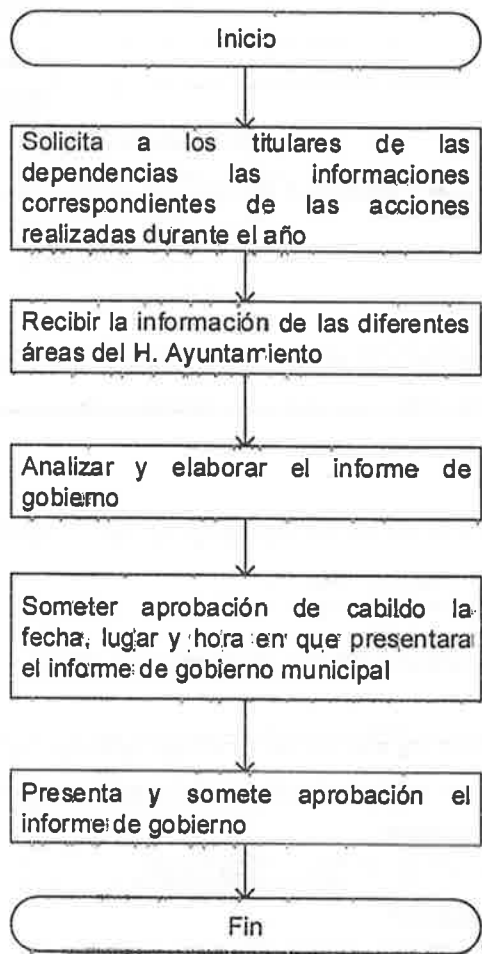 Inicio
Solicita a los titulares de las
dependencias las informaciones
correspondientes de las acciones
realizadas durante el año
Recibir la información de las diferentes
áreas del H. Ayuntamiento
Analizar y elaborar el informe de
gobierno
Someter aprobación de cabildo la
fecha, lugar y hora en que presentara
el informe de gobierno municipal
Presenta y somete aprobación el
informe de gobierno
Fin